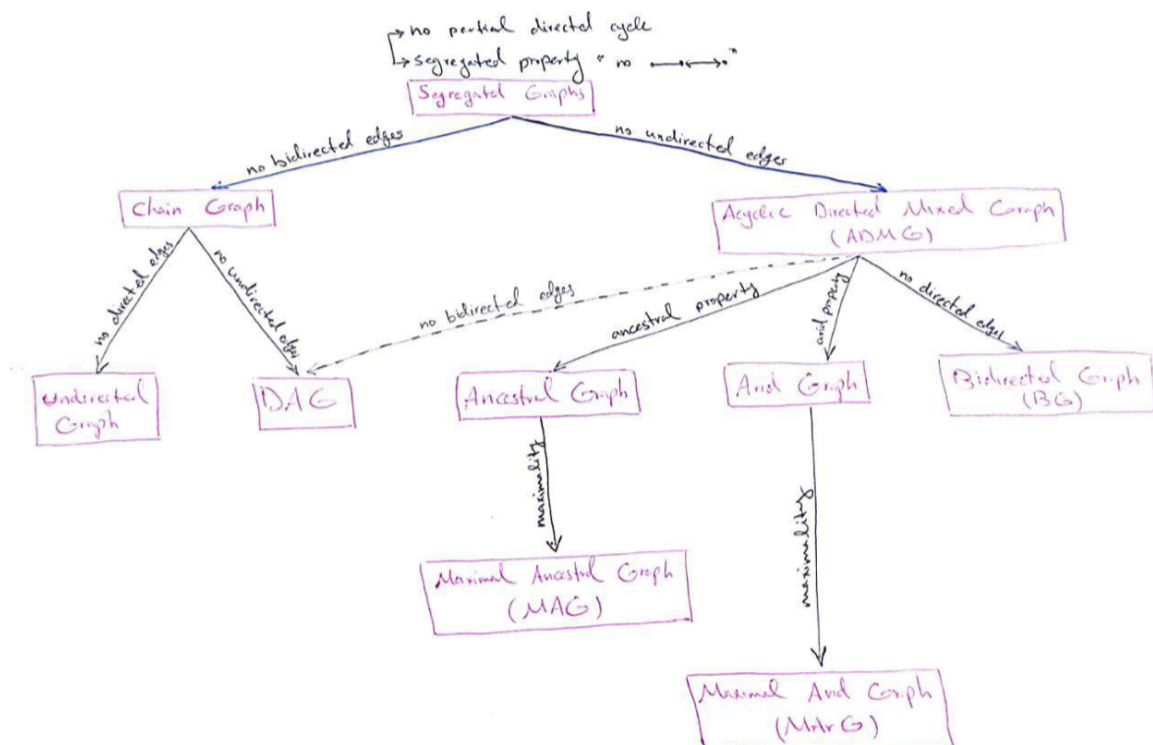 no partial directed cycle
segregated property " no "
Segregated Graphs
no bidirected edges
no undirected edges
Chain Graph
Acyclic Directed Mixed Graph
(ADMG)
no directed edges
no undirected edges
no bidirected edges
ancestral property
arid property
no directed edges
Undirected
Graph
DAG
Ancestral Graph
Arid Graph
Bidirected Graph
(BG)
maximality
maximality
Maximal Ancestral Graph
(MAG)
Maximal Arid Graph
(MArG)